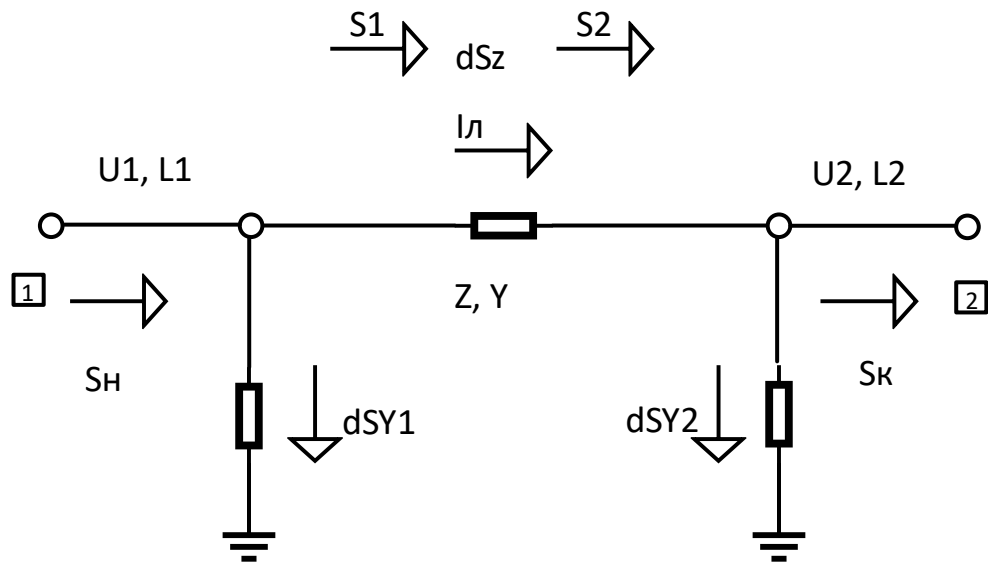 S1
S2
dSz
Iл
U1, L1
U2, L2
1
Z, Y
2
Sн
Sк
dSY1
dSY2